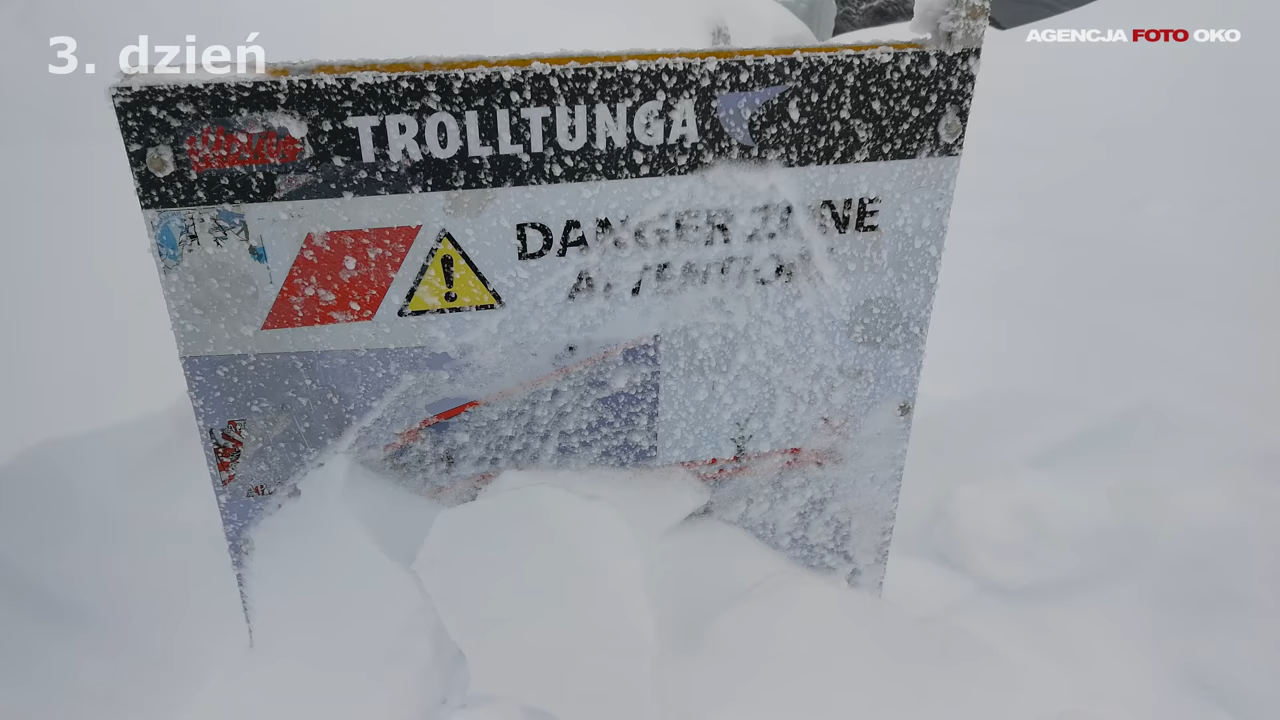 3. dzień
AGENCJA FOTO OKO
TROLLTUNGA
DANGER ZONE
ATTENTION